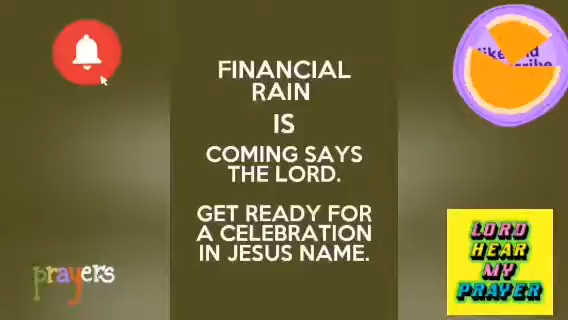 FINANCIAL
RAIN
IS
COMING SAYS
THE LORD.
GET READY FOR
A CELEBRATION
IN JESUS NAME.
prayers
LORD
HEAR
MY
PRAYER